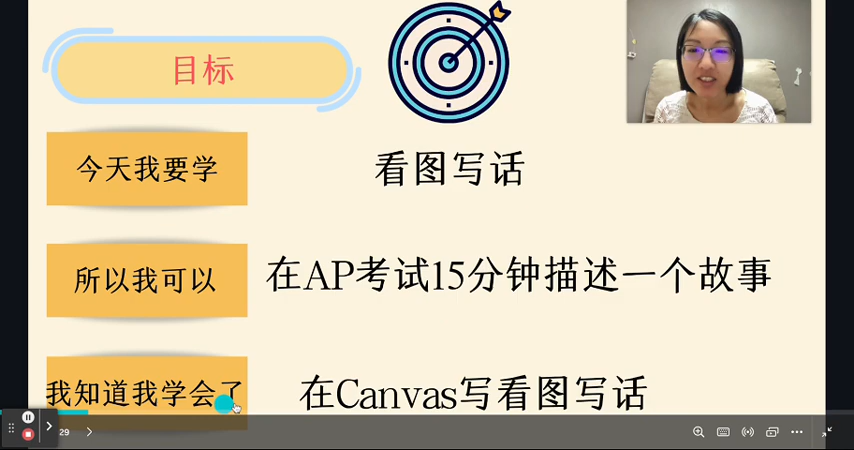 目标
今天我要学
看图写话
所以我可以
在AP考试15分钟描述一个故事
我知道我学会了
在Canvas写看图写话
29